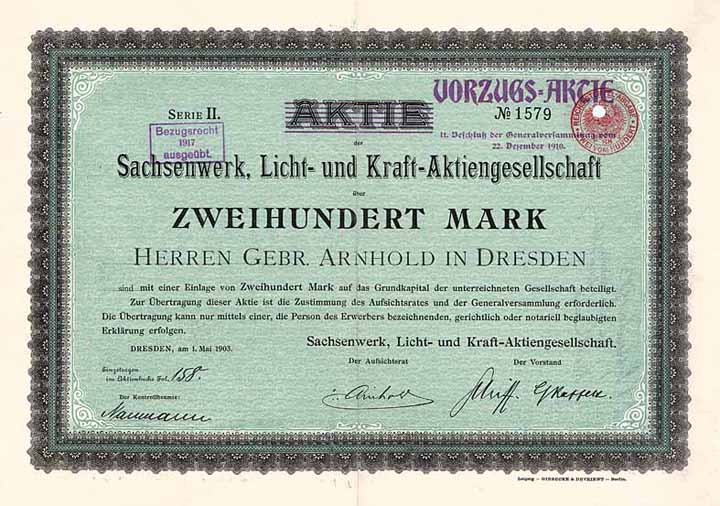 VORZUGS-AKTIE
SERIE II.
AKTIE
№ 1579
Bezugsrecht
1917
ausgeübt.
lt. Beschluß der Generalversammlung vom
22. Dezember 1910.
der
Sachsenwerk, Licht- und Kraft-Aktiengesellschaft
über
ZWEIHUNDERT MARK
HERREN GEBR. ARNHOLD IN DRESDEN
sind mit einer Einlage von Zweihundert Mark auf das Grundkapital der unterzeichneten Gesellschaft beteiligt.
Zur Übertragung dieser Aktie ist die Zustimmung des Aufsichtsrates und der Generalversammlung erforderlich.
Die Übertragung kann nur mittels einer, die Person des Erwerbers bezeichnenden, gerichtlich oder notariell beglaubigten
Erklärung erfolgen.
DRESDEN, am 1. Mai 1903.
Sachsenwerk, Licht- und Kraft-Aktiengesellschaft.
Der Aufsichterat
Der Vorstand
Eingetragen
im Aktienbuche Fol. 158.
Der Kontrollbeamte:
Naumann
Arnhold
Leipzig — GIESECKE & DEVRIENT — Berlin.